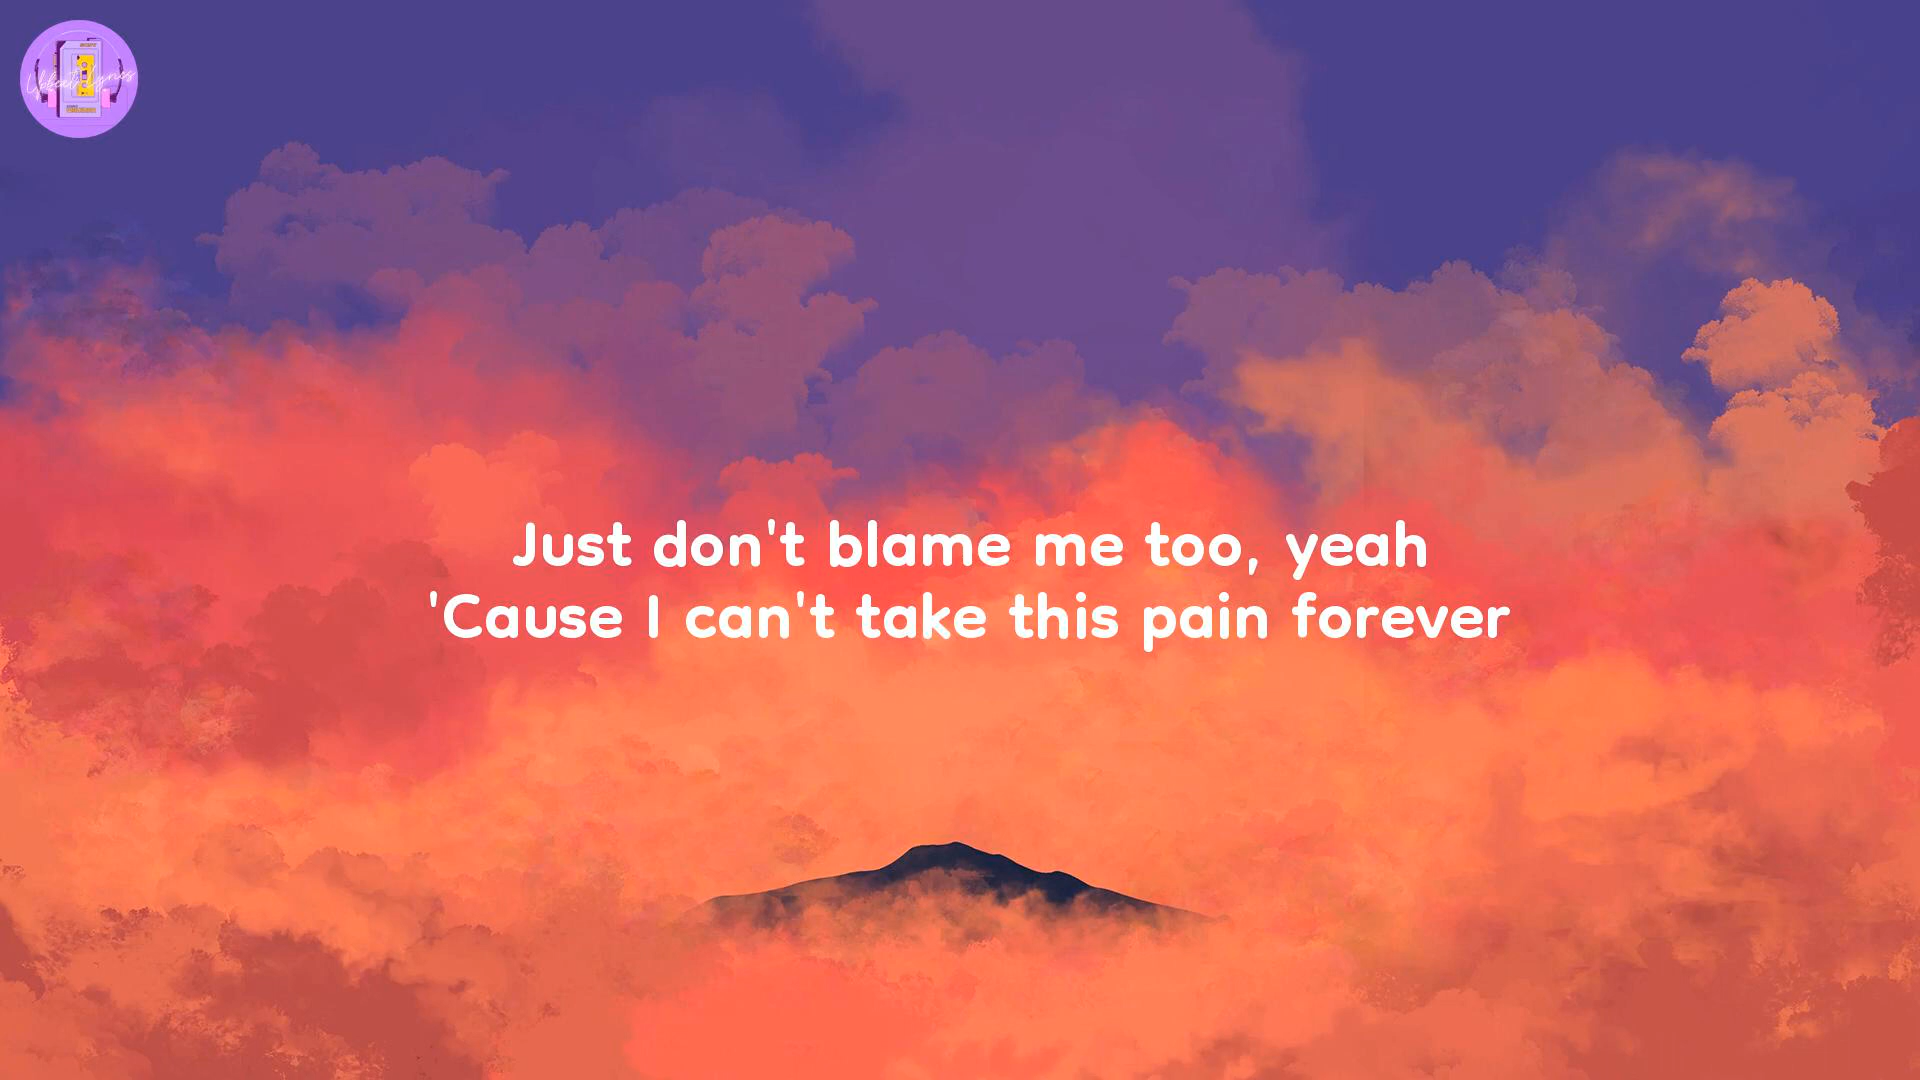 Just don't blame me too, yeah
'Cause I can't take this pain forever